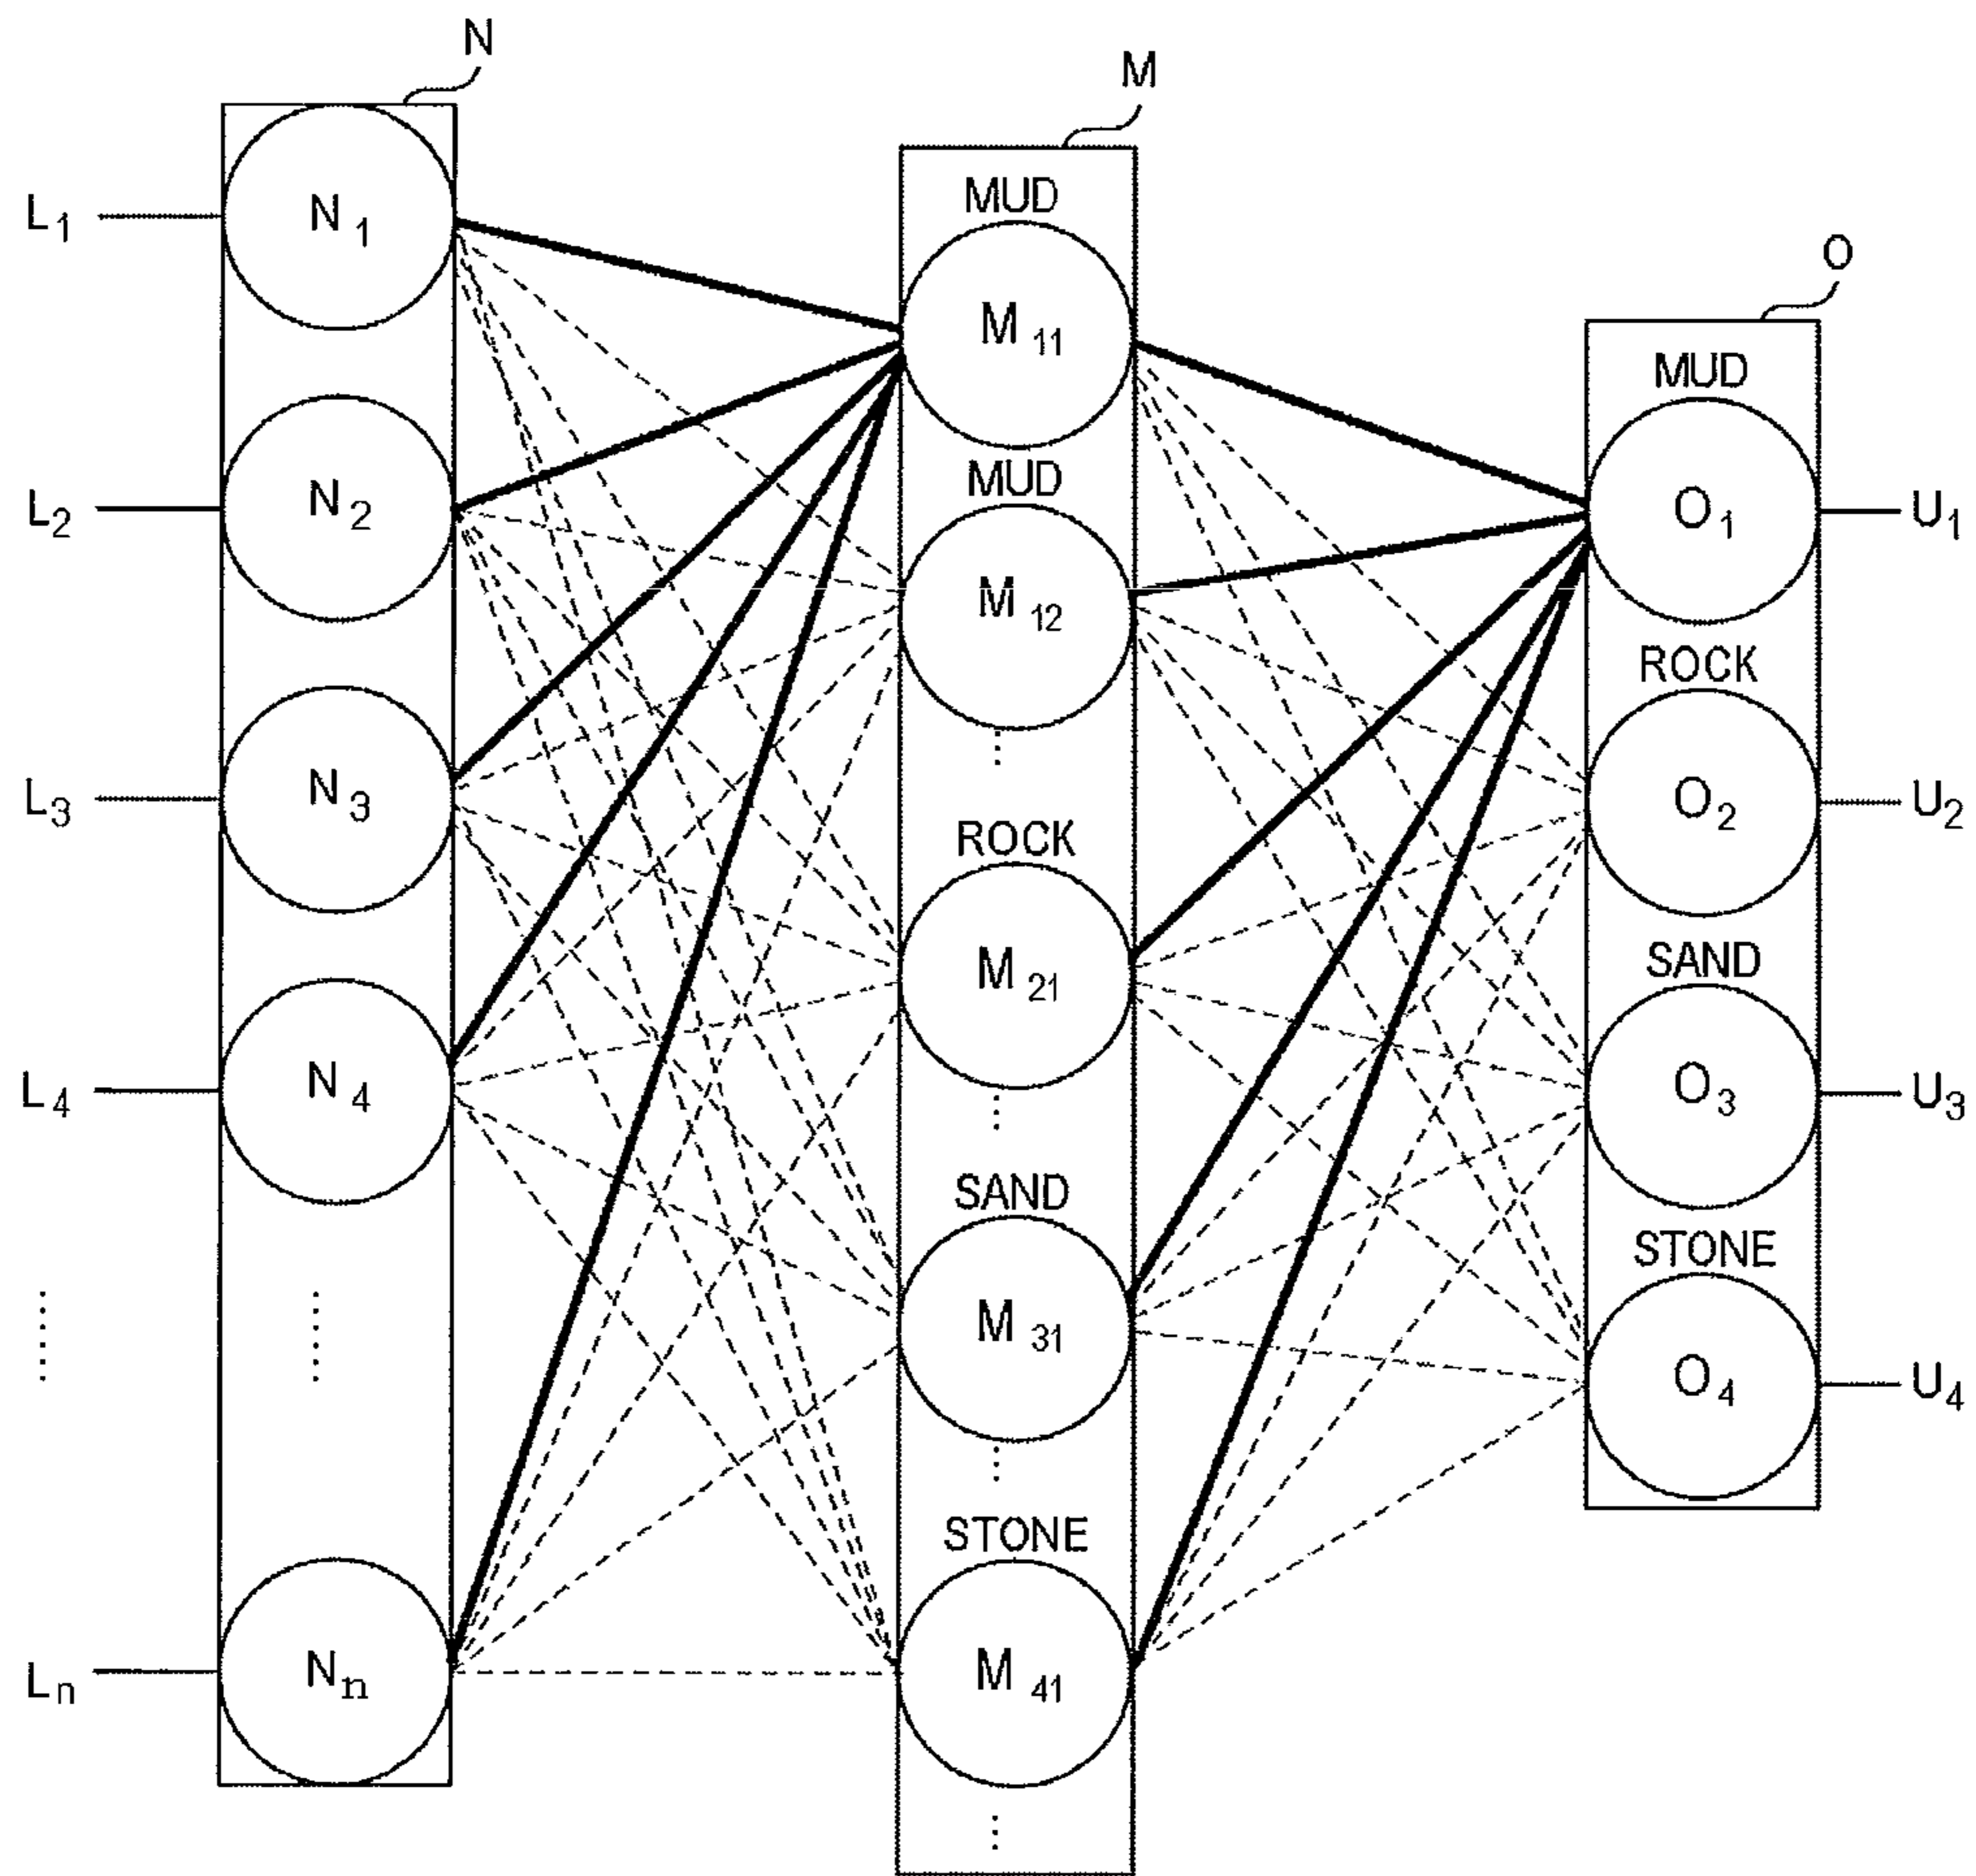 N
L1
N1
L2
N2
L3
N3
L4
N4
Ln
Nn
M
MUD
M11
MUD
M12
ROCK
M21
SAND
M31
STONE
M41
O
MUD
O1
U1
ROCK
O2
U2
SAND
O3
U3
STONE
O4
U4